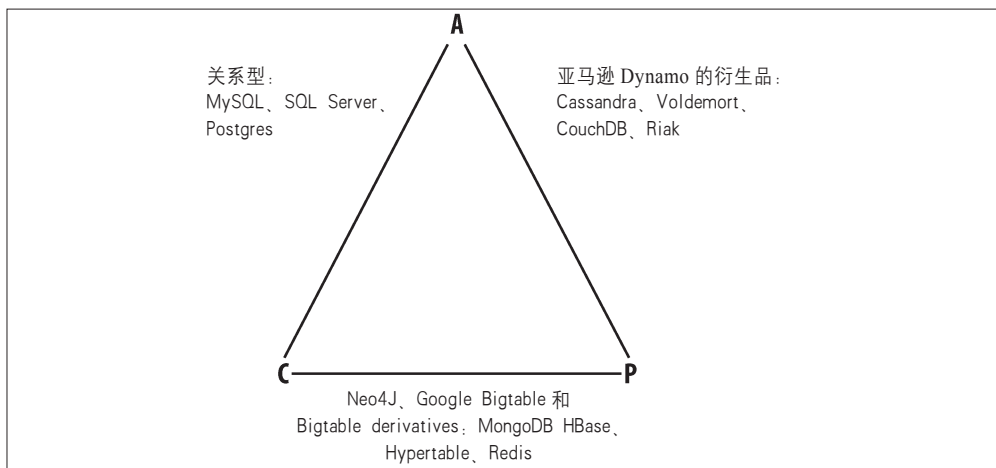 A
关系型：
MySQL、SQL Server、
Postgres
亚马逊 Dynamo 的衍生品：
Cassandra、Voldemort、
CouchDB、Riak
C
P
Neo4J、Google Bigtable 和
Bigtable derivatives：MongoDB HBase、
Hypertable、Redis